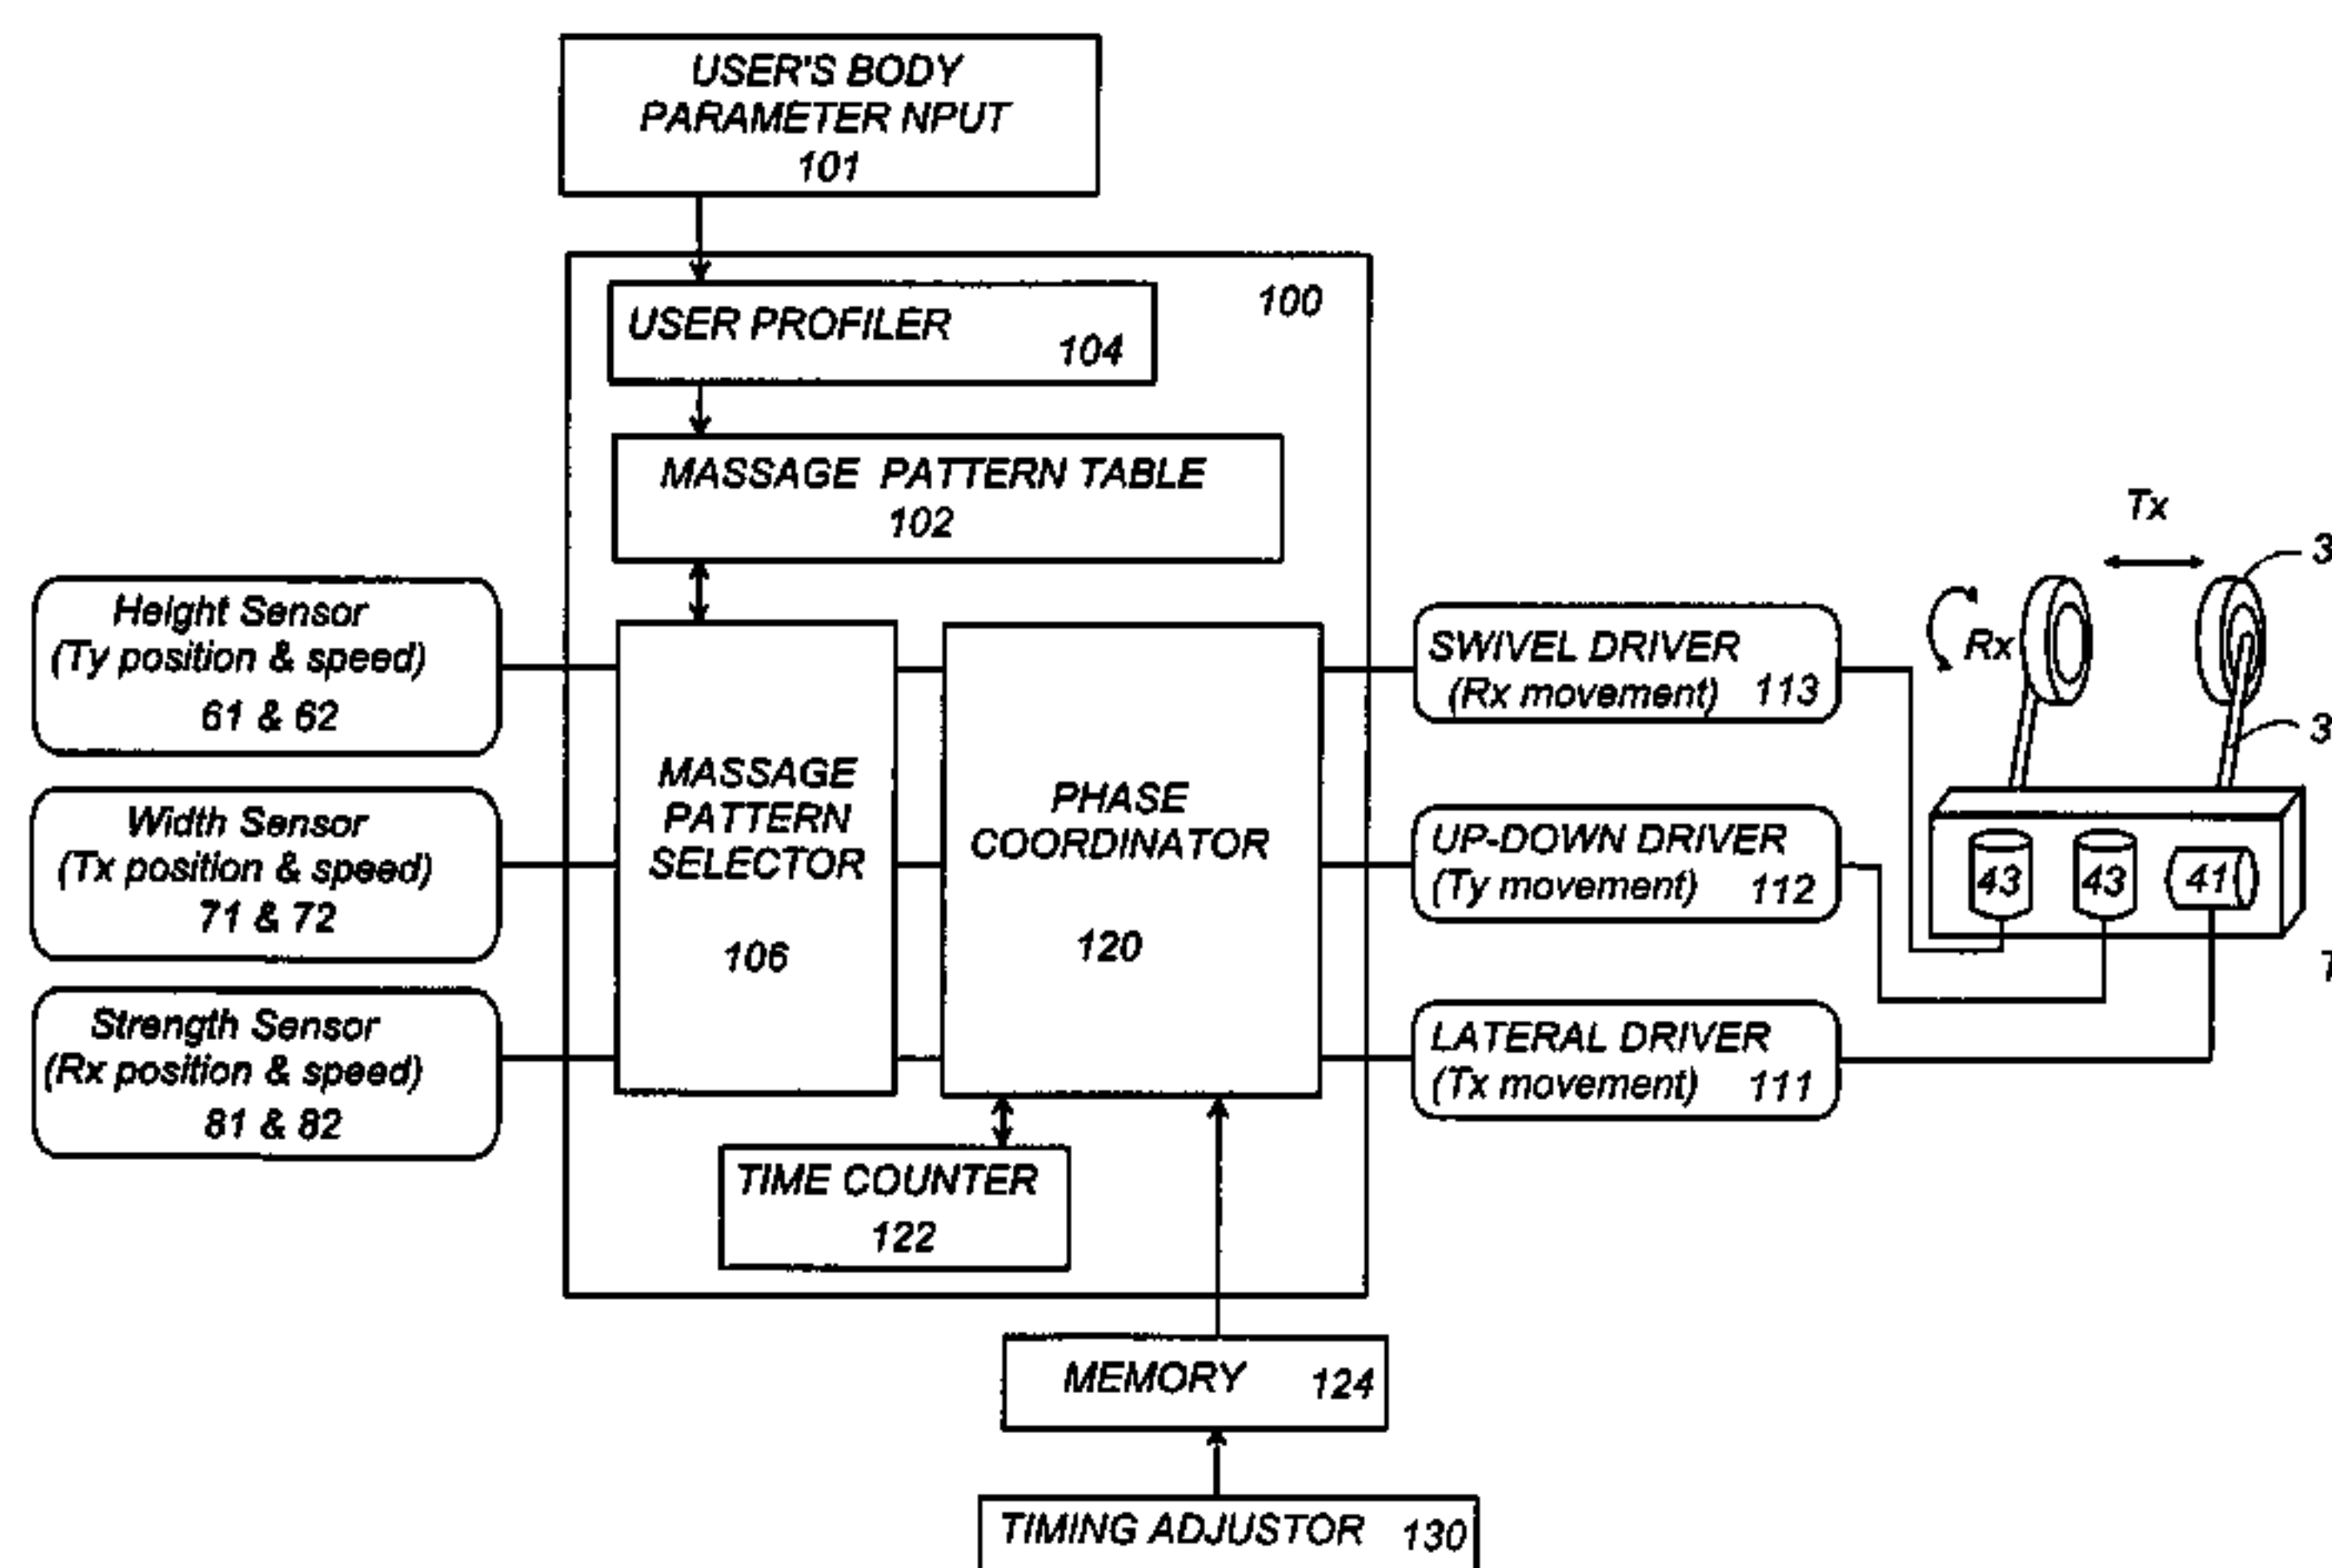 USER'S BODY
PARAMETER NPUT
101
100
USER PROFILER
104
MASSAGE PATTERN TABLE
102
Height Sensor
(Ty position & speed)
61 & 62
Width Sensor
(Tx position & speed)
71 & 72
Strength Sensor
(Rx position & speed)
81 & 82
MASSAGE
PATTERN
SELECTOR
106
PHASE
COORDINATOR
120
TIME COUNTER
122
MEMORY 124
TIMING ADJUSTOR 130
SWIVEL DRIVER
(Rx movement) 113
UP-DOWN DRIVER
(Ty movement) 112
LATERAL DRIVER
(Tx movement) 111
Tx
Rx
3
3
43
43
41